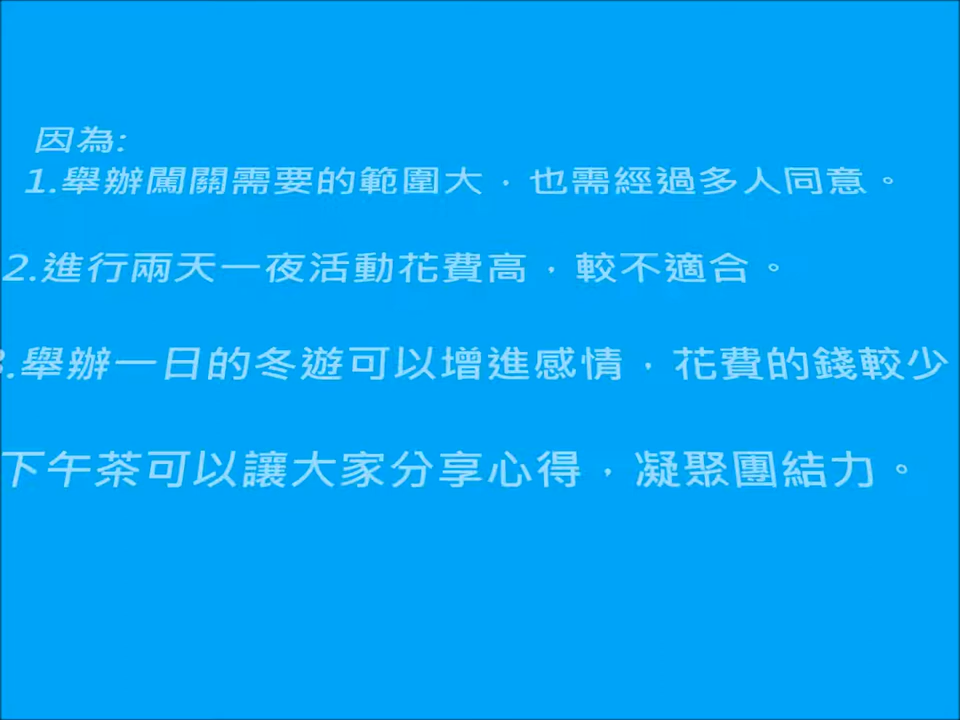 因為:
1.舉辦闖關需要的範圍大，也需經過多人同意。
2.進行兩天一夜活動花費高，較不適合。
3.舉辦一日的冬遊可以增進感情，花費的錢較少
下午茶可以讓大家分享心得，凝聚團結力。